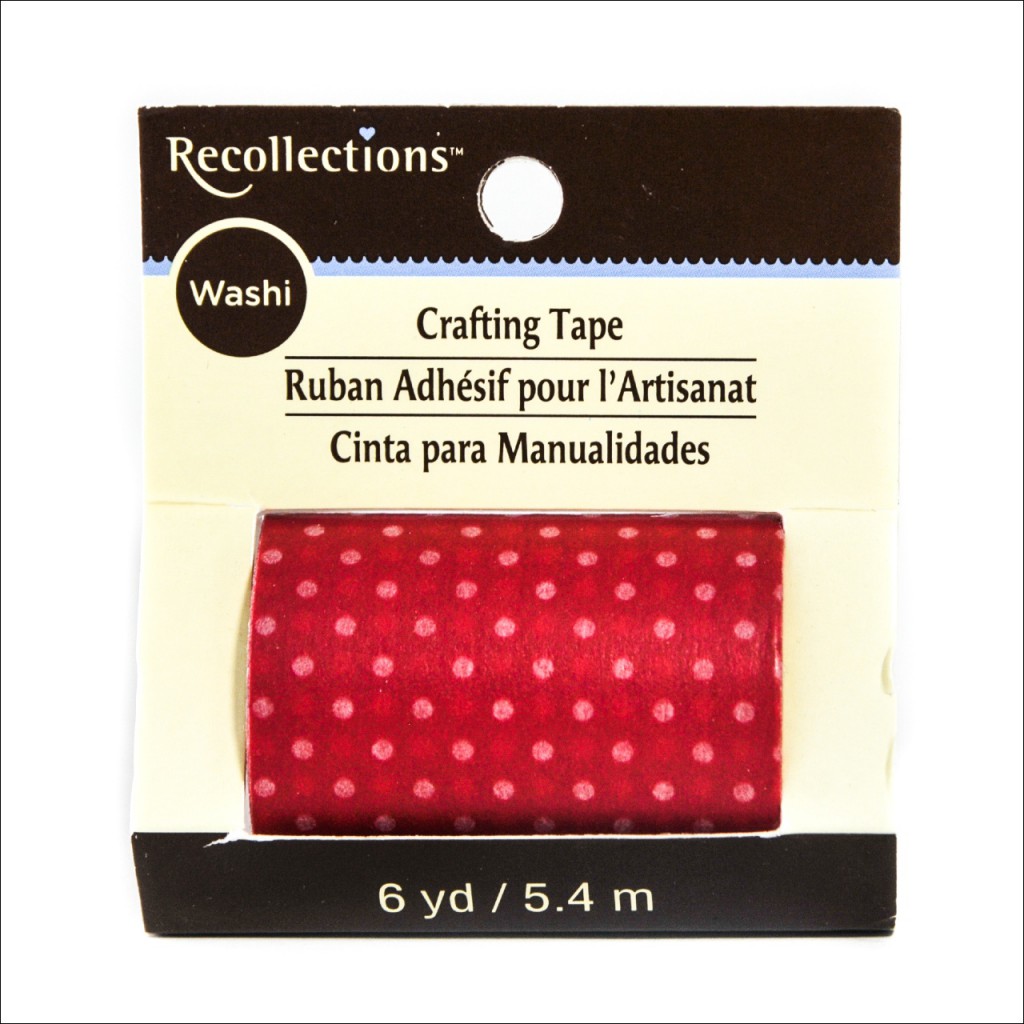 Recollections™
Washi
Crafting Tape
Ruban Adhésif pour l'Artisanat
Cinta para Manualidades
6 yd / 5.4 m